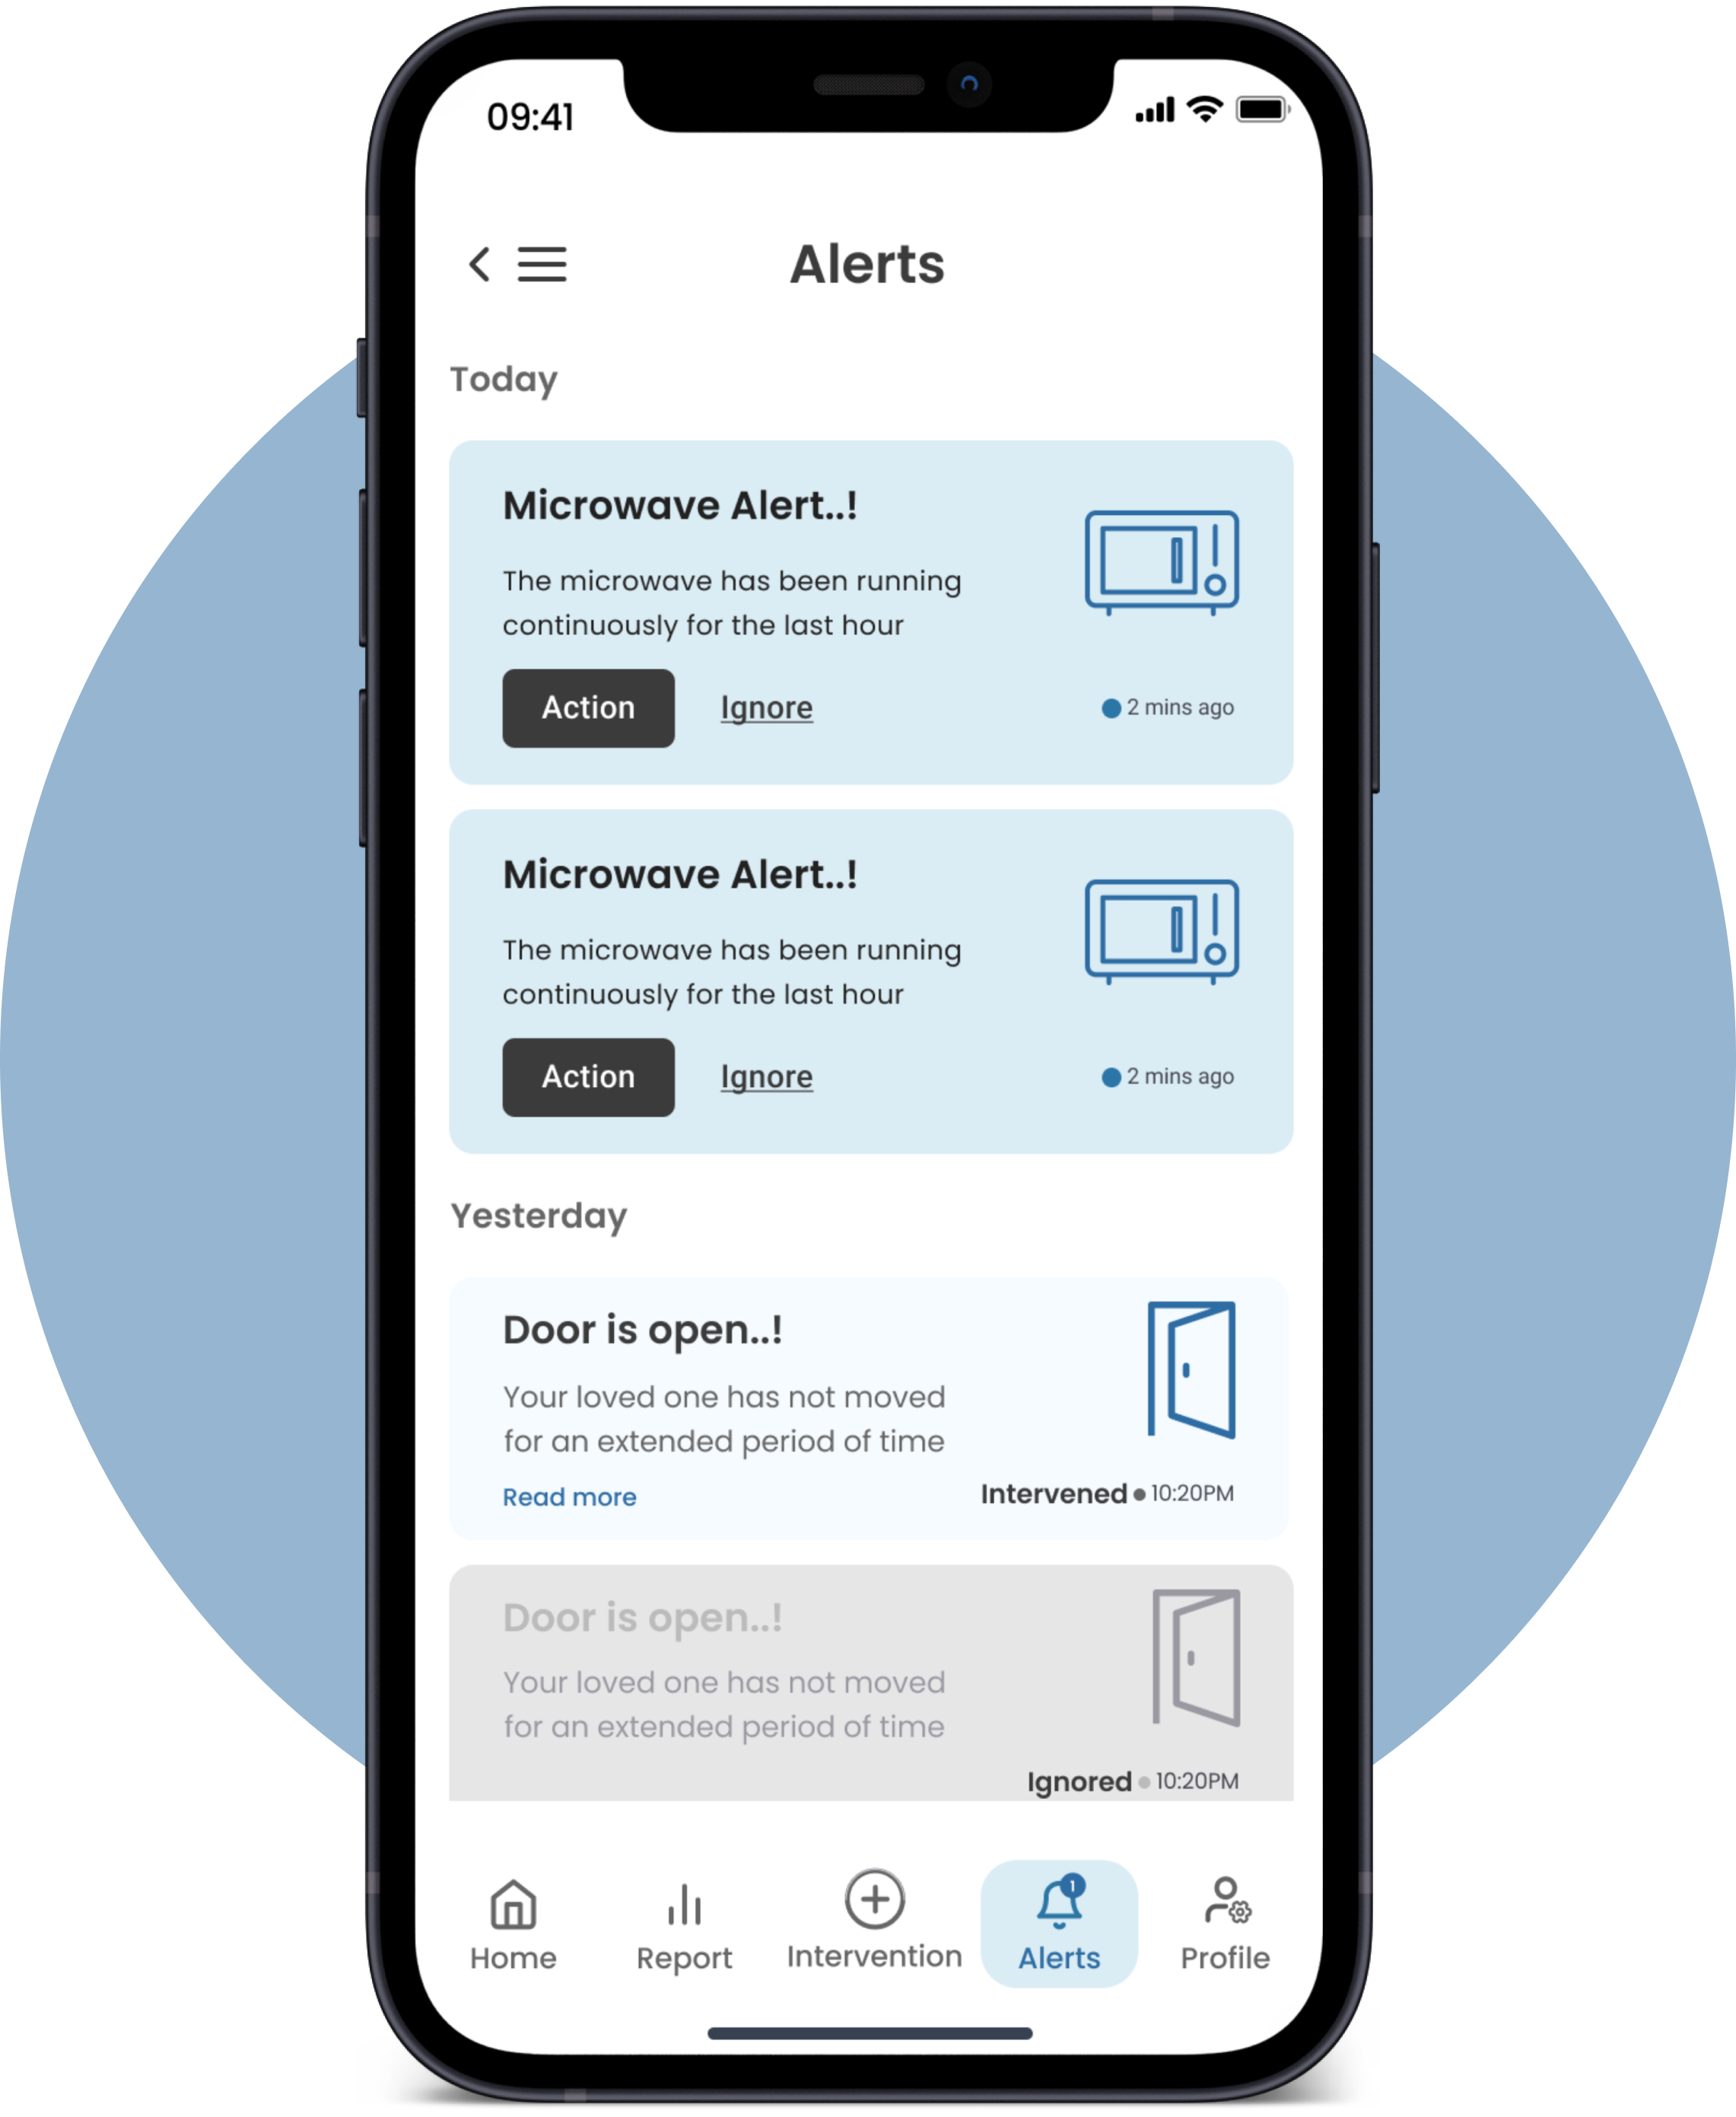 09:41
Alerts
Today
Microwave Alert..!
The microwave has been running
continuously for the last hour
Action Ignore 2 mins ago
Microwave Alert..!
The microwave has been running
continuously for the last hour
Action Ignore 2 mins ago
Yesterday
Door is open..!
Your loved one has not moved
for an extended period of time
Read more Intervened 10:20PM
Door is open..!
Your loved one has not moved
for an extended period of time
Ignored 10:20PM
1
Home Report Intervention Alerts Profile